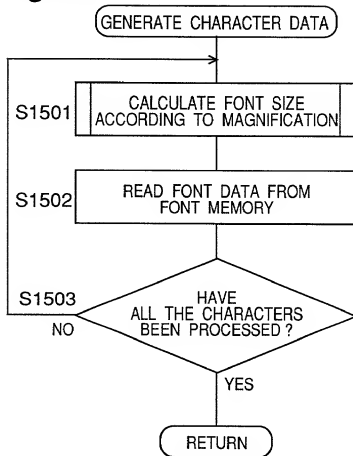 GENERATE CHARACTER DATA
S1501
CALCULATE FONT SIZE
ACCORDING TO MAGNIFICATION
S1502
READ FONT DATA FROM
FONT MEMORY
S1503
HAVE
ALL THE CHARACTERS
BEEN PROCESSED ?
NO
YES
RETURN